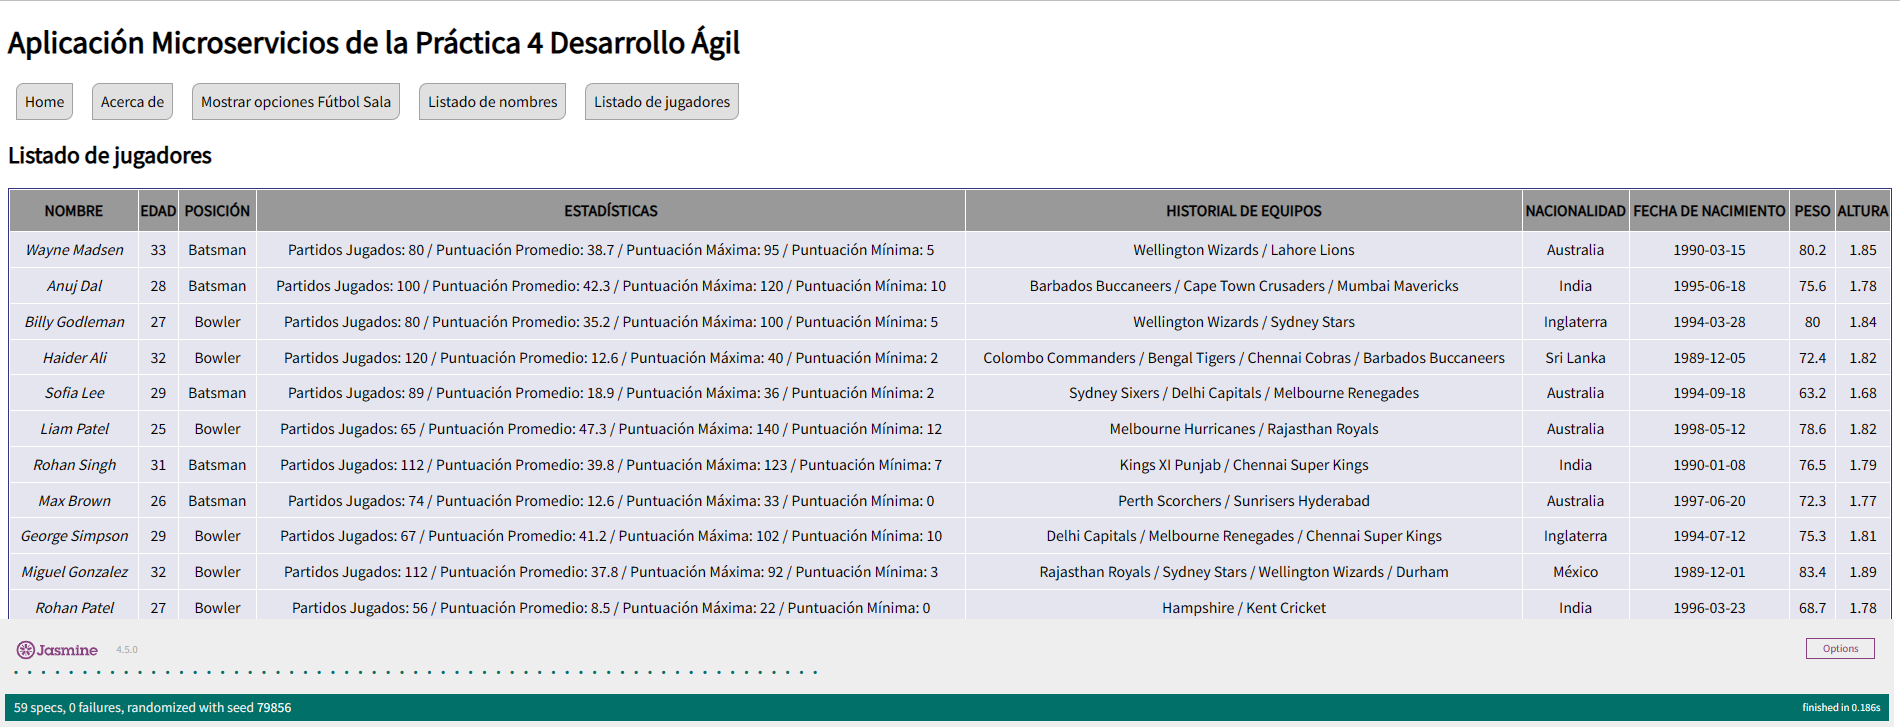 Aplicación Microservicios de la Práctica 4 Desarrollo Ágil
Home Acerca de Mostrar opciones Fútbol Sala Listado de nombres Listado de jugadores
Listado de jugadores
NOMBRE EDAD POSICIÓN ESTADÍSTICAS HISTORIAL DE EQUIPOS NACIONALIDAD FECHA DE NACIMIENTO PESO ALTURA
Wayne Madsen 33 Batsman Partidos Jugados: 80 / Puntuación Promedio: 38.7 / Puntuación Máxima: 95 / Puntuación Mínima: 5 Wellington Wizards / Lahore Lions Australia 1990-03-15 80.2 1.85
Anuj Dal 28 Batsman Partidos Jugados: 100 / Puntuación Promedio: 42.3 / Puntuación Máxima: 120 / Puntuación Mínima: 10 Barbados Buccaneers / Cape Town Crusaders / Mumbai Mavericks India 1995-06-18 75.6 1.78
Billy Godleman 27 Bowler Partidos Jugados: 80 / Puntuación Promedio: 35.2 / Puntuación Máxima: 100 / Puntuación Mínima: 5 Wellington Wizards / Sydney Stars Inglaterra 1994-03-28 80 1.84
Haider Ali 32 Bowler Partidos Jugados: 120 / Puntuación Promedio: 12.6 / Puntuación Máxima: 40 / Puntuación Mínima: 2 Colombo Commanders / Bengal Tigers / Chennai Cobras / Barbados Buccaneers Sri Lanka 1989-12-05 72.4 1.82
Sofia Lee 29 Batsman Partidos Jugados: 89 / Puntuación Promedio: 18.9 / Puntuación Máxima: 36 / Puntuación Mínima: 2 Sydney Sixers / Delhi Capitals / Melbourne Renegades Australia 1994-09-18 63.2 1.68
Liam Patel 25 Bowler Partidos Jugados: 65 / Puntuación Promedio: 47.3 / Puntuación Máxima: 140 / Puntuación Mínima: 12 Melbourne Hurricanes / Rajasthan Royals Australia 1998-05-12 78.6 1.82
Rohan Singh 31 Batsman Partidos Jugados: 112 / Puntuación Promedio: 39.8 / Puntuación Máxima: 123 / Puntuación Mínima: 7 Kings XI Punjab / Chennai Super Kings India 1990-01-08 76.5 1.79
Max Brown 26 Batsman Partidos Jugados: 74 / Puntuación Promedio: 12.6 / Puntuación Máxima: 33 / Puntuación Mínima: 0 Perth Scorchers / Sunrisers Hyderabad Australia 1997-06-20 72.3 1.77
George Simpson 29 Bowler Partidos Jugados: 67 / Puntuación Promedio: 41.2 / Puntuación Máxima: 102 / Puntuación Mínima: 10 Delhi Capitals / Melbourne Renegades / Chennai Super Kings Inglaterra 1994-07-12 75.3 1.81
Miguel Gonzalez 32 Bowler Partidos Jugados: 112 / Puntuación Promedio: 37.8 / Puntuación Máxima: 92 / Puntuación Mínima: 3 Rajasthan Royals / Sydney Stars / Wellington Wizards / Durham México 1989-12-01 83.4 1.89
Rohan Patel 27 Bowler Partidos Jugados: 56 / Puntuación Promedio: 8.5 / Puntuación Máxima: 22 / Puntuación Mínima: 0 Hampshire / Kent Cricket India 1996-03-23 68.7 1.78
Jasmine 4.5.0 Options
59 specs, 0 failures, randomized with seed 79856 finished in 0.186s